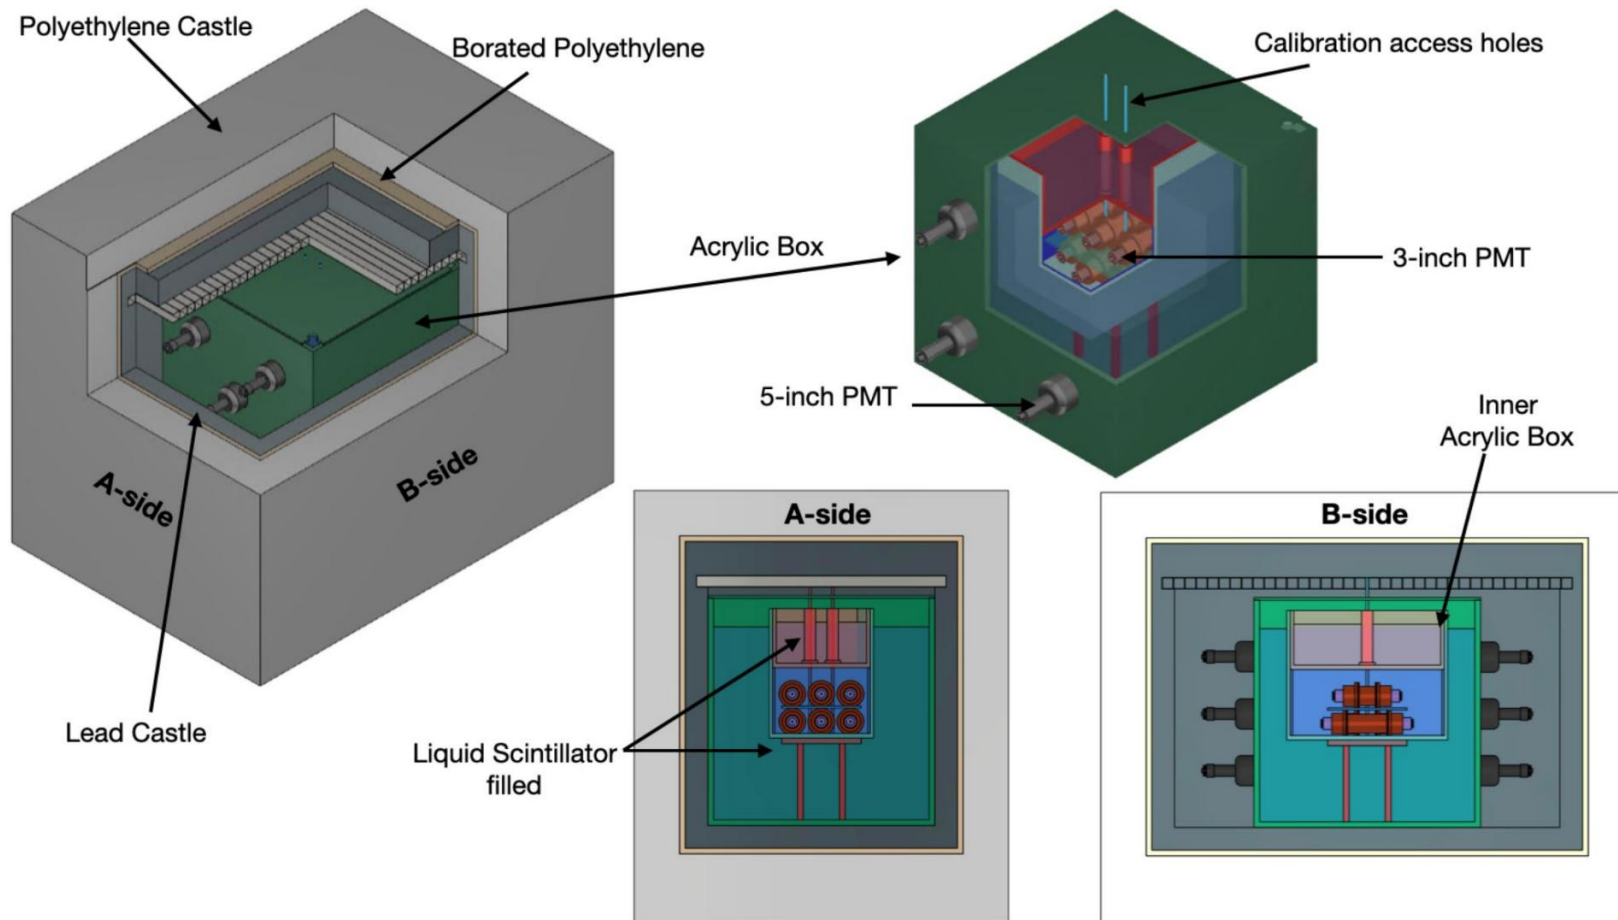 Polyethylene Castle
Borated Polyethylene
Calibration access holes
Acrylic Box
3-inch PMT
5-inch PMT
Inner
Acrylic Box
A-side
B-side
A-side
B-side
Lead Castle
Liquid Scintillator
filled